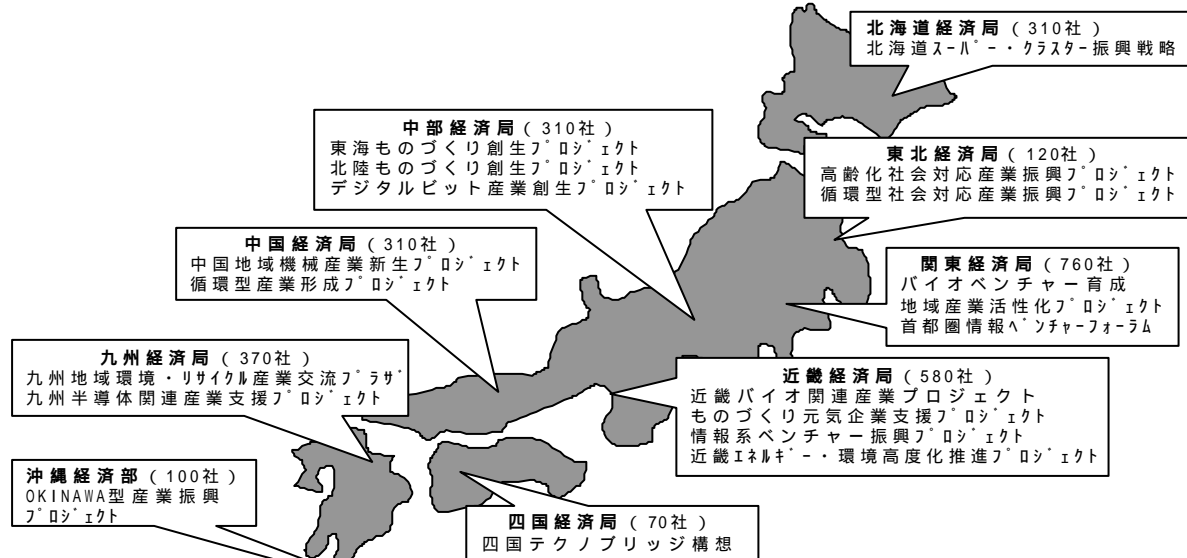 北海道経済局(310社)
北海道スーパー・クラスター振興戦略
中部経済局(310社)
東海ものづくり創生プロジェクト
北陸ものづくり創生プロジェクト
デジタルビット産業創生プロジェクト
東北経済局(120社)
高齢化社会対応産業振興プロジェクト
循環型社会対応産業振興プロジェクト
中国経済局(310社)
中国地域機械産業新生プロジェクト
循環型産業形成プロジェクト
関東経済局(760社)
バイオベンチャー育成
地域産業活性化プロジェクト
首都圏情報ベンチャーフォーラム
九州経済局(370社)
九州地域環境・リサイクル産業交流プラザ
九州半導体関連産業支援プロジェクト
近畿経済局(580社)
近畿バイオ関連産業プロジェクト
ものづくり元気企業支援プロジェクト
情報系ベンチャー振興プロジェクト
近畿エネルギー・環境高度化推進プロジェクト
沖縄経済部(100社)
OKINAWA型産業振興
プロジェクト
四国経済局(70社)
四国テクノブリッジ構想